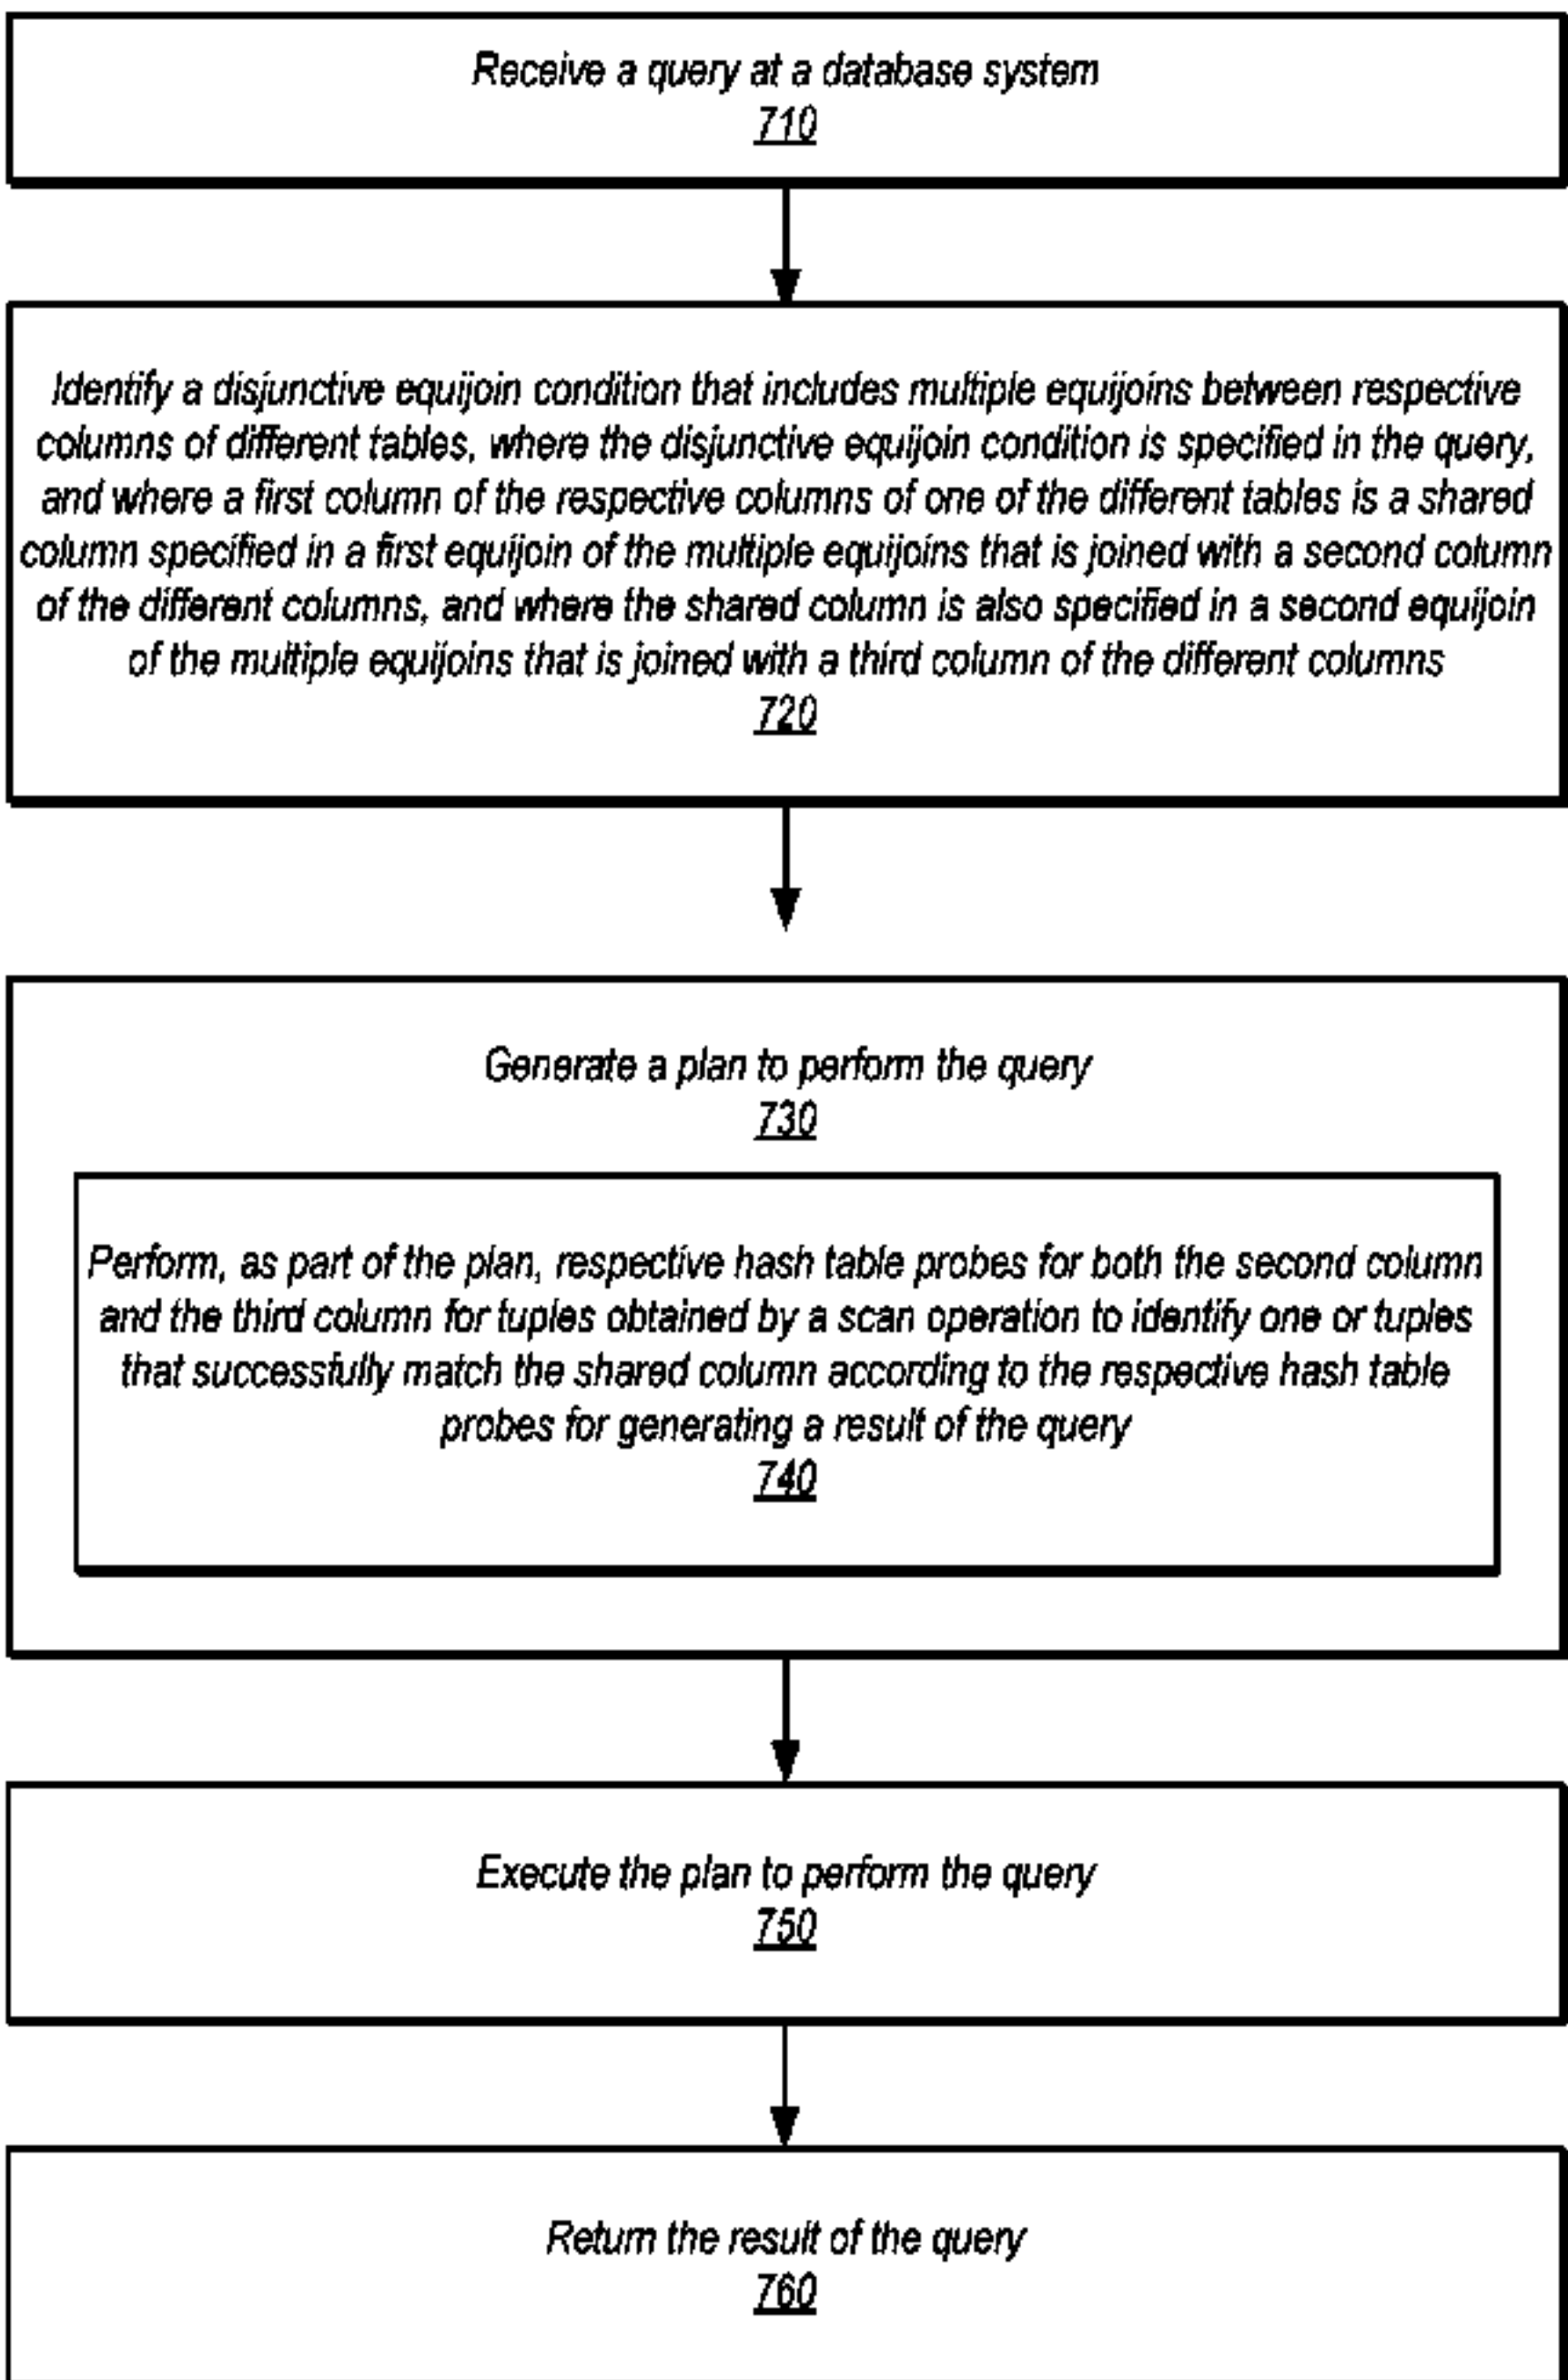 Receive a query at a database system
710
Identify a disjunctive equijoin condition that includes multiple equijoins between respective
columns of different tables, where the disjunctive equijoin condition is specified in the query,
and where a first column of the respective columns of one of the different tables is a shared
column specified in a first equijoin of the multiple equijoins that is joined with a second column
of the different columns, and where the shared column is also specified in a second equijoin
of the multiple equijoins that is joined with a third column of the different columns
720
Generate a plan to perform the query
730
Perform, as part of the plan, respective hash table probes for both the second column
and the third column for tuples obtained by a scan operation to identify one or tuples
that successfully match the shared column according to the respective hash table
probes for generating a result of the query
740
Execute the plan to perform the query
750
Return the result of the query
760